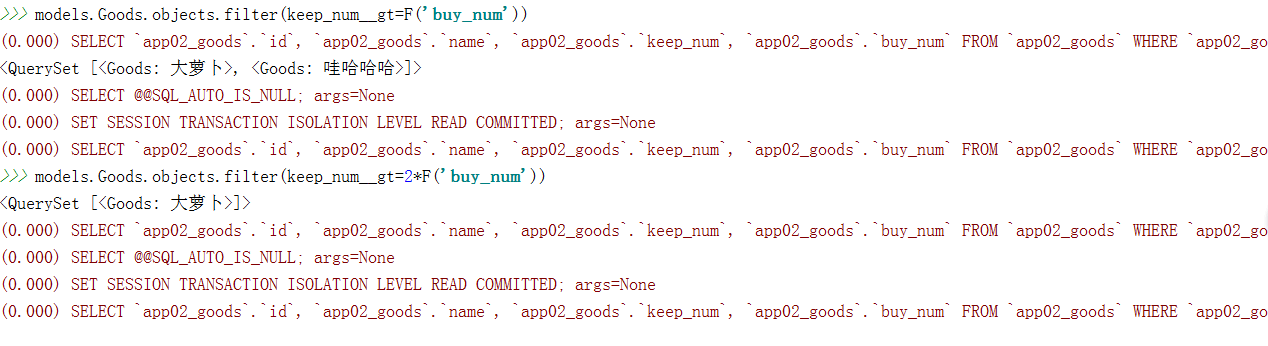 >>> models.Goods.objects.filter(keep_num__gt=F('buy_num'))
(0.000) SELECT `app02_goods`.`id`, `app02_goods`.`name`, `app02_goods`.`keep_num`, `app02_goods`.`buy_num` FROM `app02_goods` WHERE `app02_go
<QuerySet [<Goods: 大萝卜>, <Goods: 哇哈哈哈>]>
(0.000) SELECT @@SQL_AUTO_IS_NULL; args=None
(0.000) SET SESSION TRANSACTION ISOLATION LEVEL READ COMMITTED; args=None
(0.000) SELECT `app02_goods`.`id`, `app02_goods`.`name`, `app02_goods`.`keep_num`, `app02_goods`.`buy_num` FROM `app02_goods` WHERE `app02_go
>>> models.Goods.objects.filter(keep_num__gt=2*F('buy_num'))
<QuerySet [<Goods: 大萝卜>]>
(0.000) SELECT `app02_goods`.`id`, `app02_goods`.`name`, `app02_goods`.`keep_num`, `app02_goods`.`buy_num` FROM `app02_goods` WHERE `app02_go
(0.000) SELECT @@SQL_AUTO_IS_NULL; args=None
(0.000) SET SESSION TRANSACTION ISOLATION LEVEL READ COMMITTED; args=None
(0.000) SELECT `app02_goods`.`id`, `app02_goods`.`name`, `app02_goods`.`keep_num`, `app02_goods`.`buy_num` FROM `app02_goods` WHERE `app02_go